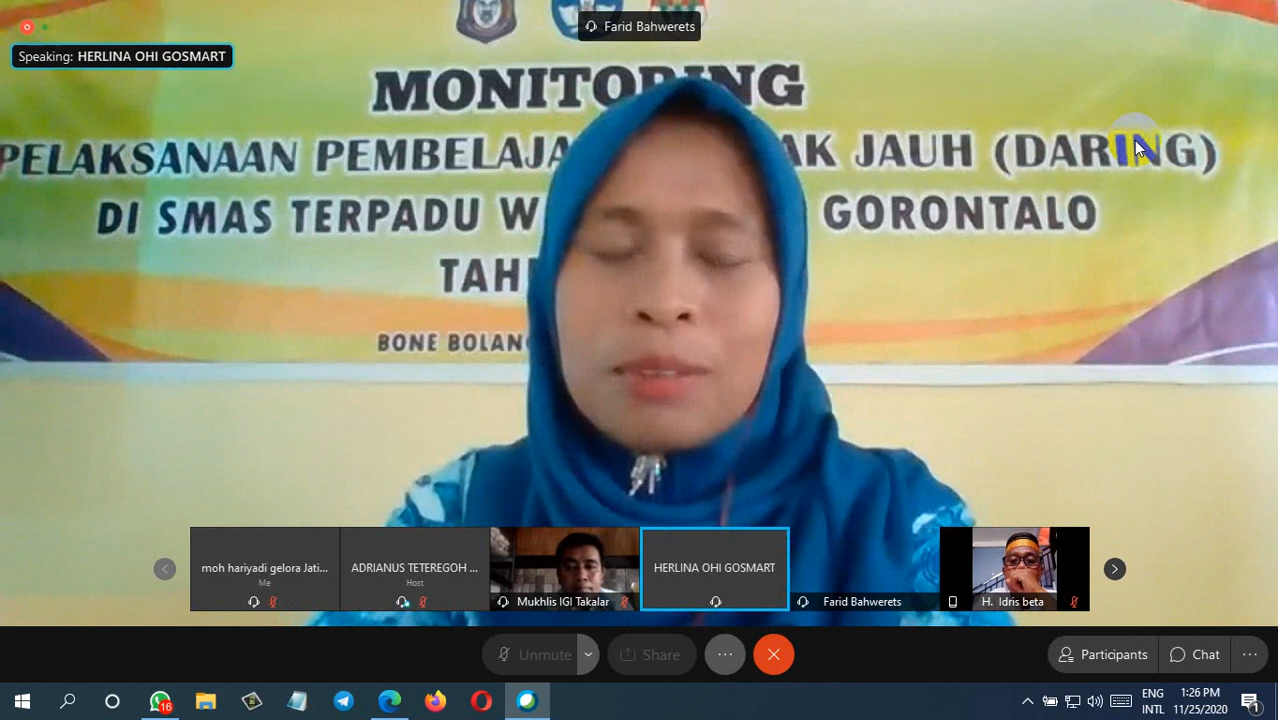 Farid Bahwerets
Speaking: HERLINA OHI GOSMART
MONITORING
PELAKSANAAN PEMBELAJA AK JAUH (DARING)
DI SMAS TERPADU W GORONTALO
TAH
BONE BOLAN
moh hariyadi gelora Jati...
Me
ADRIANUS TETEREGOH ...
Host
Mukhlis IGI Takalar
HERLINA OHI GOSMART
Farid Bahwerets
H. Idris beta
Unmute
Share
Participants
Chat
16
ENG
INTL
1:26 PM
11/25/2020
1